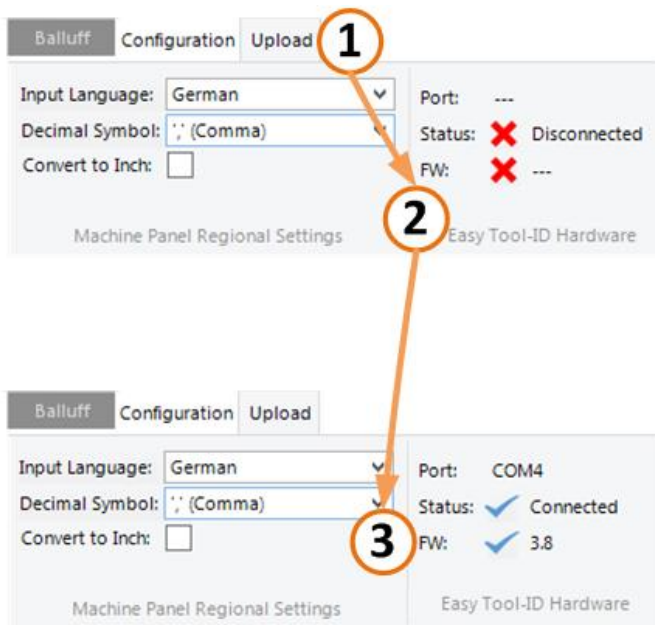 Balluff Configuration Upload 1
Input Language: German Port: ---
Decimal Symbol: ',' (Comma) Status: Disconnected
Convert to Inch: FW: ---
2
Machine Panel Regional Settings Easy Tool-ID Hardware
Balluff Configuration Upload
Input Language: German Port: COM4
Decimal Symbol: ',' (Comma) Status: Connected
Convert to Inch: 3 FW: 3.8
Machine Panel Regional Settings Easy Tool-ID Hardware